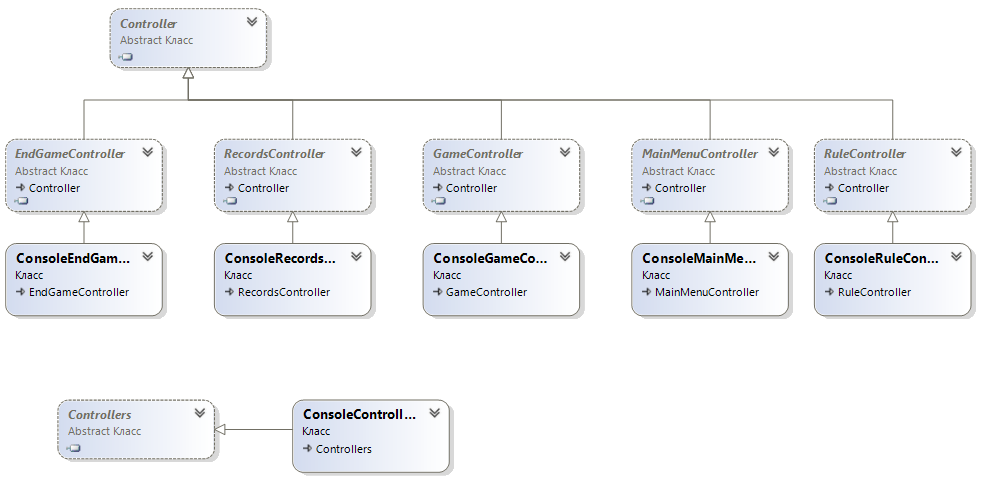 Controller
Abstract Класс
EndGameController
Abstract Класс
Controller
RecordsController
Abstract Класс
Controller
GameController
Abstract Класс
Controller
MainMenuController
Abstract Класс
Controller
RuleController
Abstract Класс
Controller
ConsoleEndGam...
Класс
EndGameController
ConsoleRecords...
Класс
RecordsController
ConsoleGameCo...
Класс
GameController
ConsoleMainMe...
Класс
MainMenuController
ConsoleRuleCon...
Класс
RuleController
Controllers
Abstract Класс
ConsoleControll...
Класс
Controllers